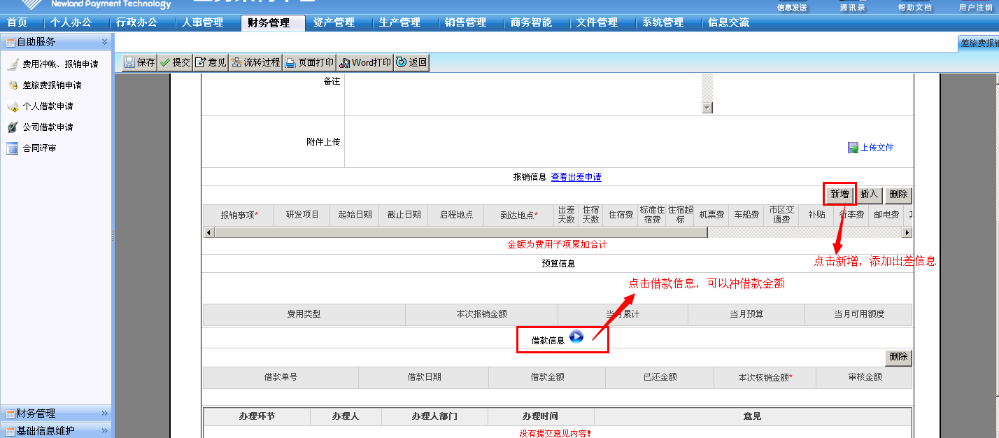 Newland Payment Technology
信息发送 通讯录 帮助文档 用户注销
首页 个人办公 行政办公 人事管理 财务管理 资产管理 生产管理 销售管理 商务智能 文件管理 系统管理 信息交流
自助服务
差旅费报销
保存 提交 意见 流转过程 页面打印 Word打印 返回
费用冲帐、报销申请
差旅费报销申请
个人借款申请
公司借款申请
合同评审
财务管理
基础信息维护
备注
附件上传
上传文件
报销信息 查看出差申请
新增 插入 删除
报销事项* 研发项目 起始日期 截止日期 启程地点 到达地点* 出差天数 住宿天数 住宿费 标准住宿费 住宿超标 机票费 车船费 市区交通费 补贴 行李费 邮电费
金额为费用子项累加合计
点击新增，添加出差信息
预算信息
点击借款信息，可以冲借款金额
费用类型 本次报销金额 当月累计 当月预算 当月可用额度
借款信息
删除
借款单号 借款日期 借款金额 已还金额 本次核销金额* 审核金额
办理环节 办理人 办理人部门 办理时间 意见
没有提交意见内容!